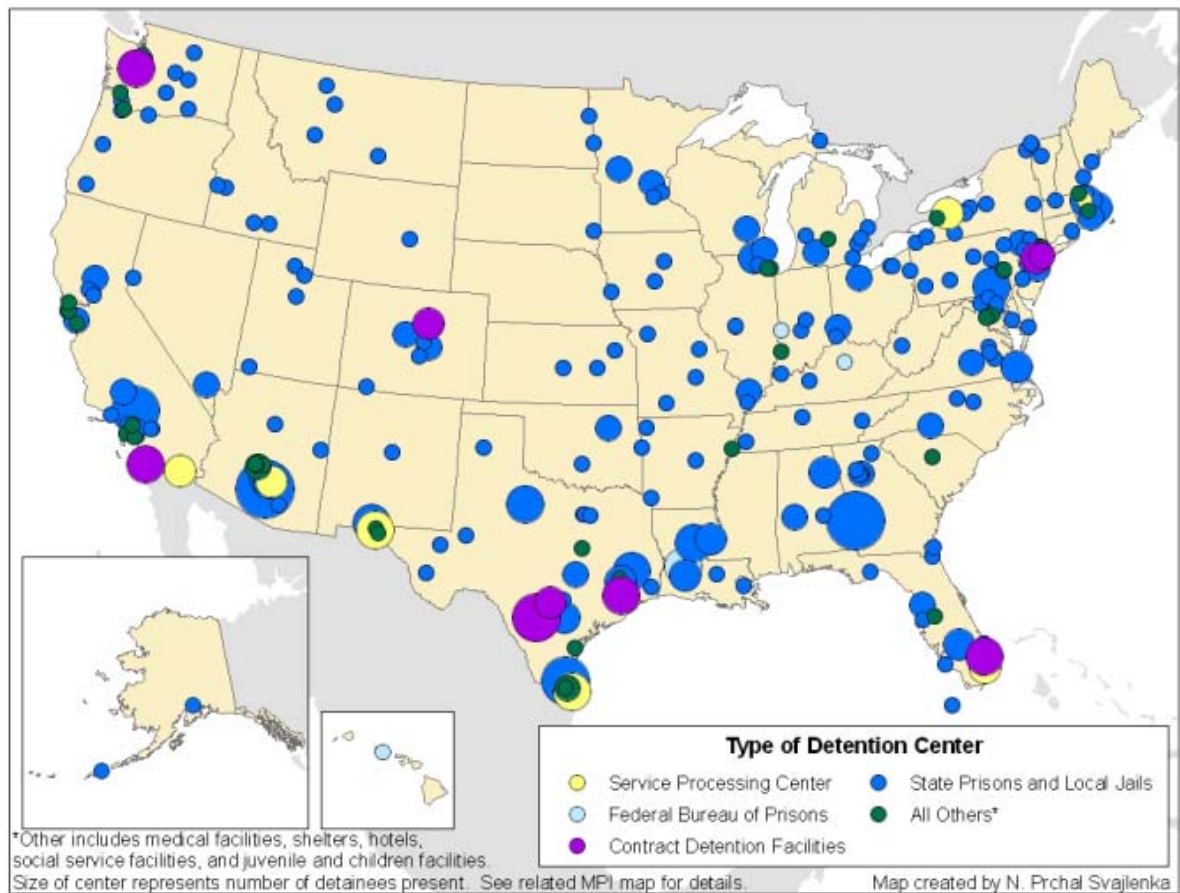 Type of Detention Center
Service Processing Center
State Prisons and Local Jails
Federal Bureau of Prisons
All Others*
Contract Detention Facilities
*Other includes medical facilities, shelters, hotels,
social service facilities, and juvenile and children facilities.
Size of center represents number of detainees present. See related MPI map for details.
Map created by N. Prchal Svajlenka